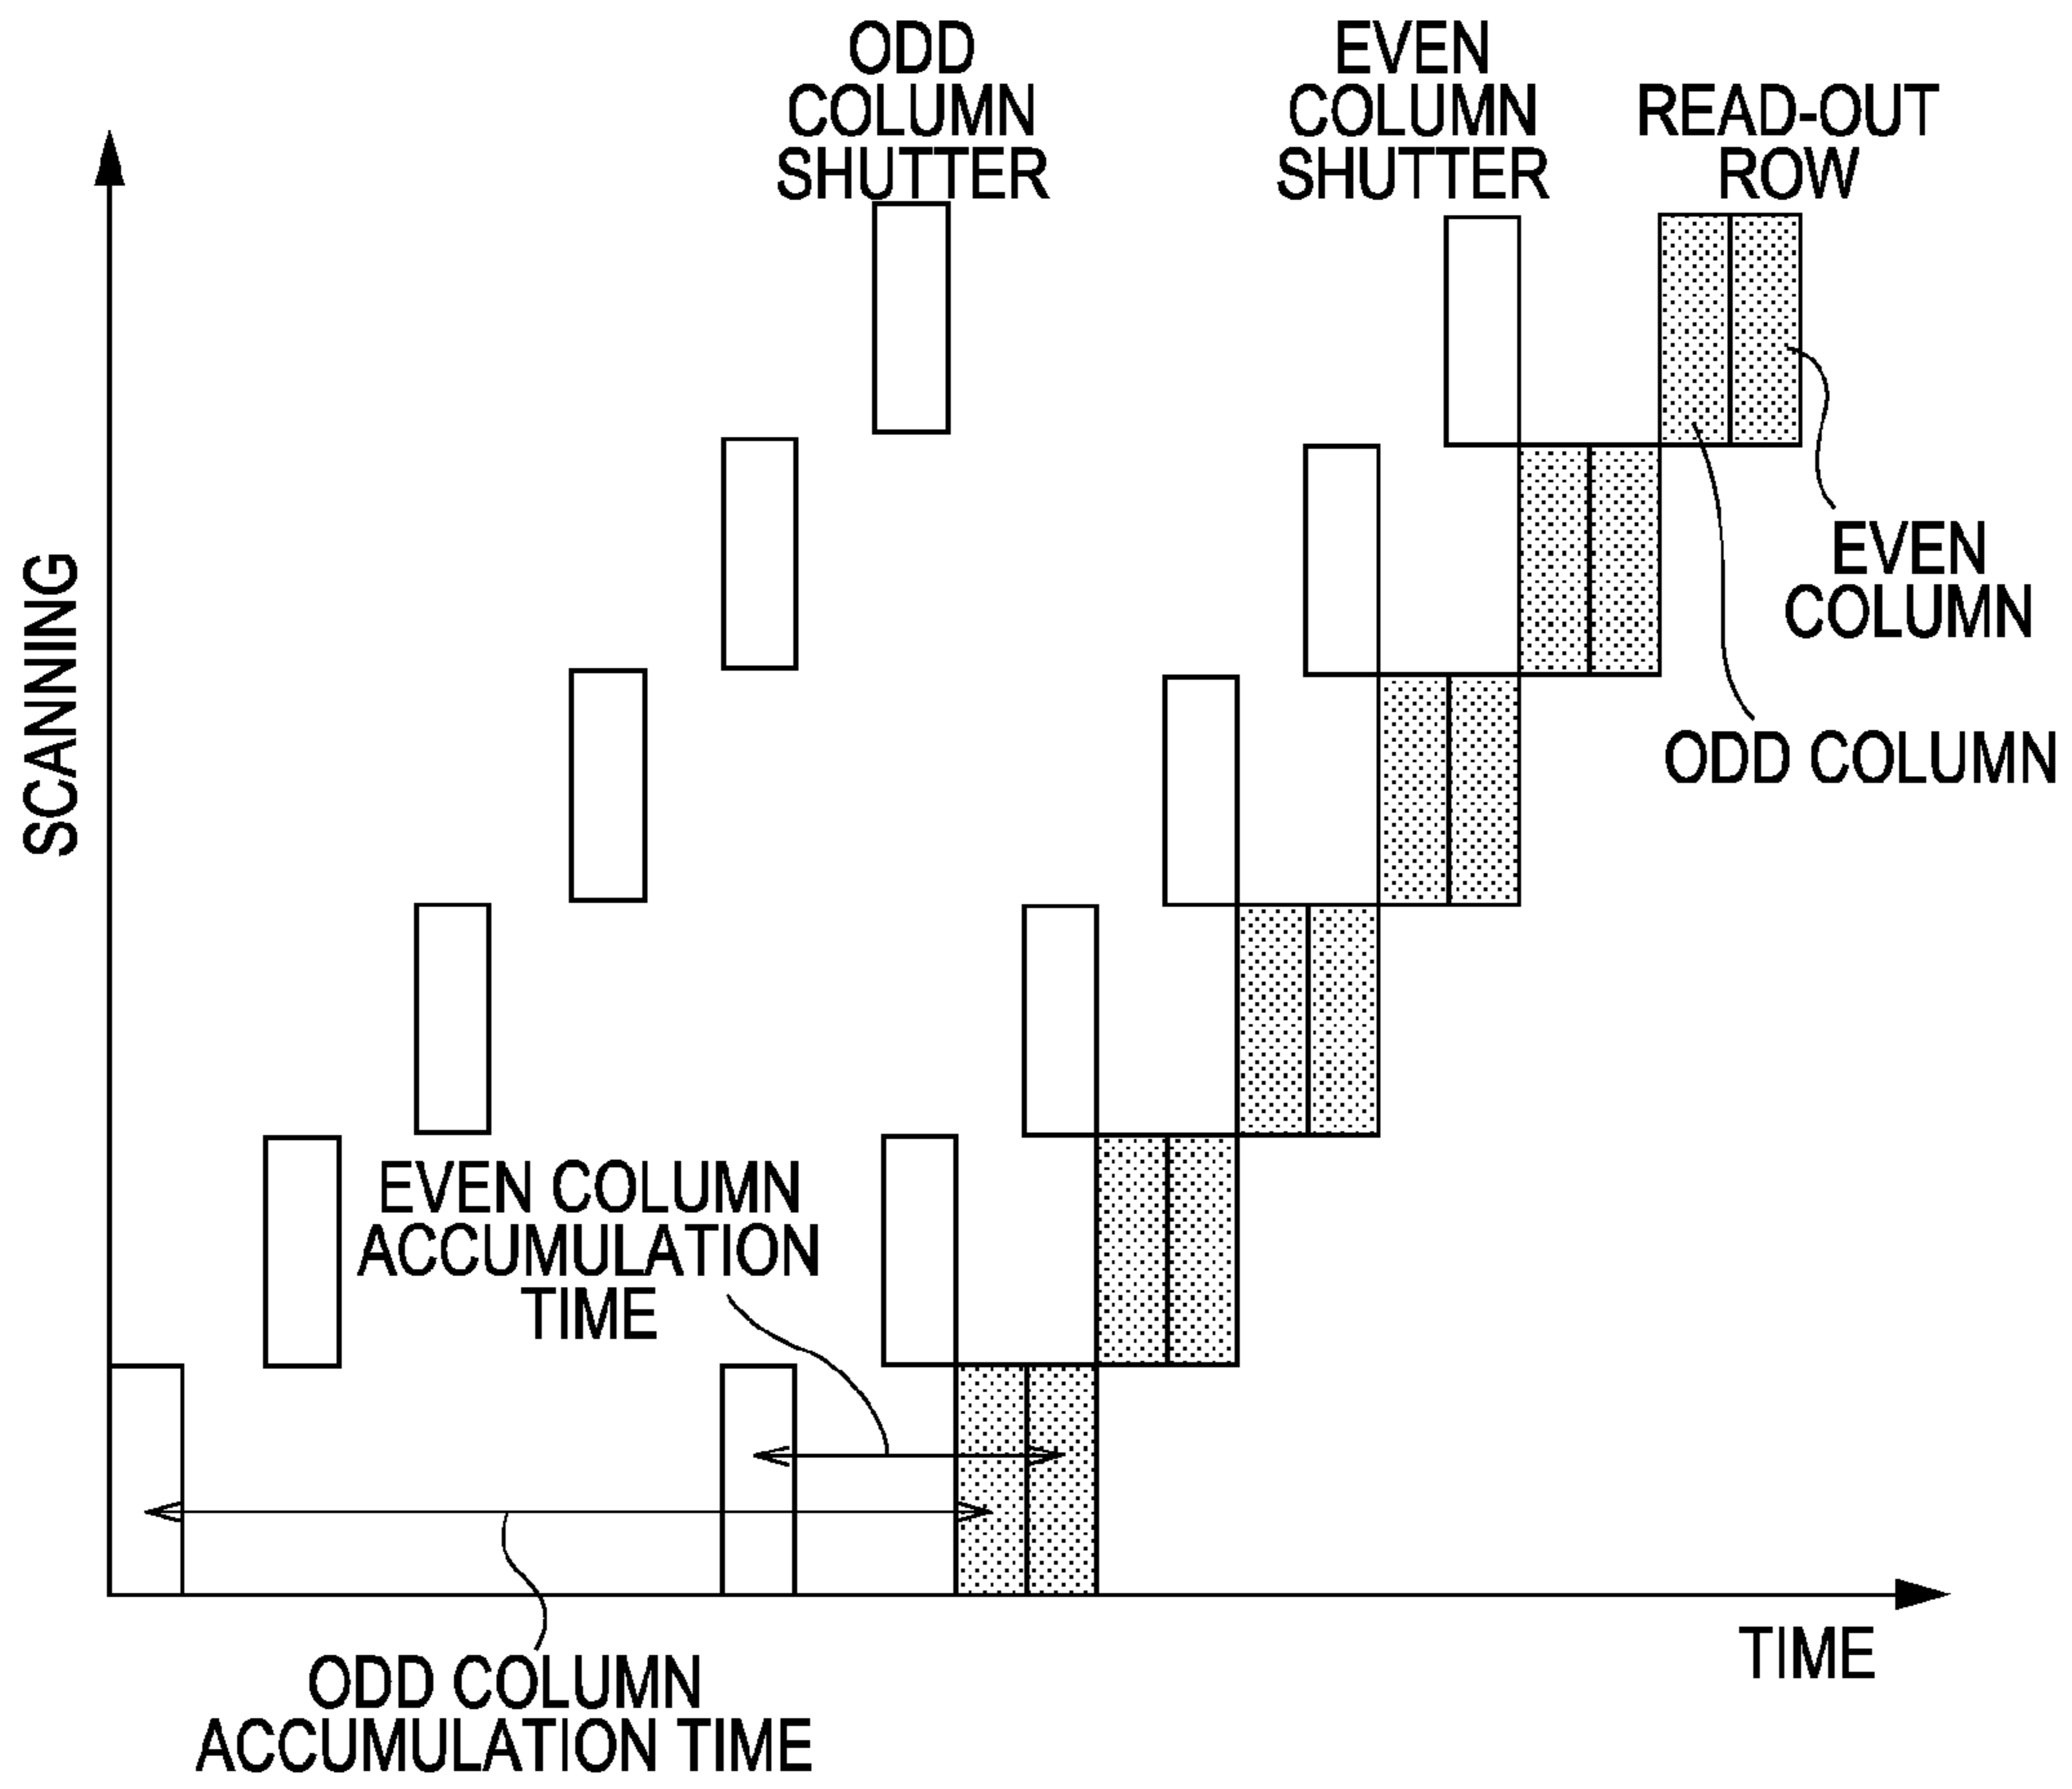 ODD
COLUMN
SHUTTER
EVEN
COLUMN
SHUTTER
READ-OUT
ROW
SCANNING
EVEN
COLUMN
ODD COLUMN
EVEN COLUMN
ACCUMULATION
TIME
TIME
ODD COLUMN
ACCUMULATION TIME